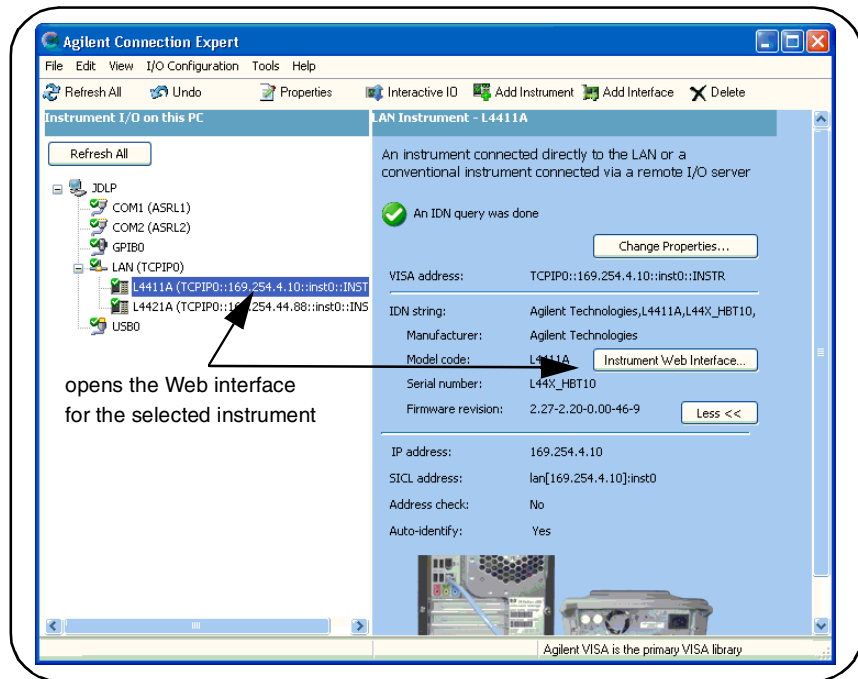 Agilent Connection Expert
File Edit View I/O Configuration Tools Help
Refresh All Undo Properties Interactive IO Add Instrument Add Interface Delete
Instrument I/O on this PC
Refresh All
JDLP
COM1 (ASRL1)
COM2 (ASRL2)
GPIB0
LAN (TCPIP0)
L4411A (TCPIP0::169.254.4.10::inst0::INST
L4421A (TCPIP0::169.254.44.88::inst0::INS
USB0
opens the Web interface
for the selected instrument
LAN Instrument - L4411A
An instrument connected directly to the LAN or a
conventional instrument connected via a remote I/O server
An IDN query was done
Change Properties...
VISA address: TCPIP0::169.254.4.10::inst0::INSTR
IDN string: Agilent Technologies,L4411A,L44X_HBT10,
Manufacturer: Agilent Technologies
Model code: L4411A Instrument Web Interface...
Serial number: L44X_HBT10
Firmware revision: 2.27-2.20-0.00-46-9 Less <<
IP address: 169.254.4.10
SICL address: lan[169.254.4.10]:inst0
Address check: No
Auto-identify: Yes
Agilent VISA is the primary VISA library